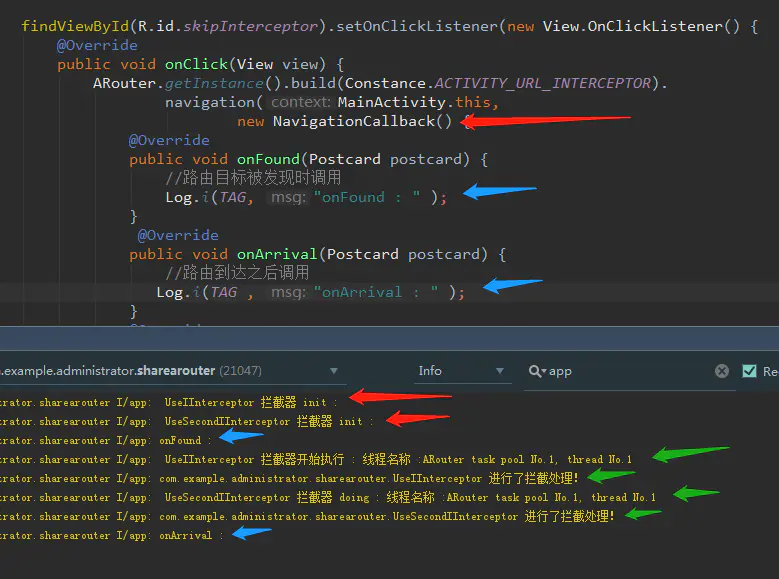 findViewById(R.id.skipInterceptor).setOnClickListener(new View.OnClickListener() {
@Override
public void onClick(View view) {
ARouter.getInstance().build(Constance.ACTIVITY_URL_INTERCEPTOR).
navigation( context: MainActivity.this,
new NavigationCallback() {
@Override
public void onFound(Postcard postcard) {
//路由目标被发现时调用
Log.i(TAG, msg: "onFound : " );
}
@Override
public void onArrival(Postcard postcard) {
//路由到达之后调用
Log.i(TAG , msg: "onArrival : " );
}
.example.administrator.sharearouter (21047) Info app Re
trator.sharearouter I/app: UseIInterceptor 拦截器 init :
trator.sharearouter I/app: UseSecondIInterceptor 拦截器 init :
trator.sharearouter I/app: onFound :
trator.sharearouter I/app: UseIInterceptor 拦截器开始执行 : 线程名称 :ARouter task pool No.1, thread No.1
trator.sharearouter I/app: com.example.administrator.sharearouter.UseIInterceptor 进行了拦截处理!
trator.sharearouter I/app: UseSecondIInterceptor 拦截器 doing : 线程名称 :ARouter task pool No.1, thread No.1
trator.sharearouter I/app: com.example.administrator.sharearouter.UseSecondIInterceptor 进行了拦截处理!
trator.sharearouter I/app: onArrival :